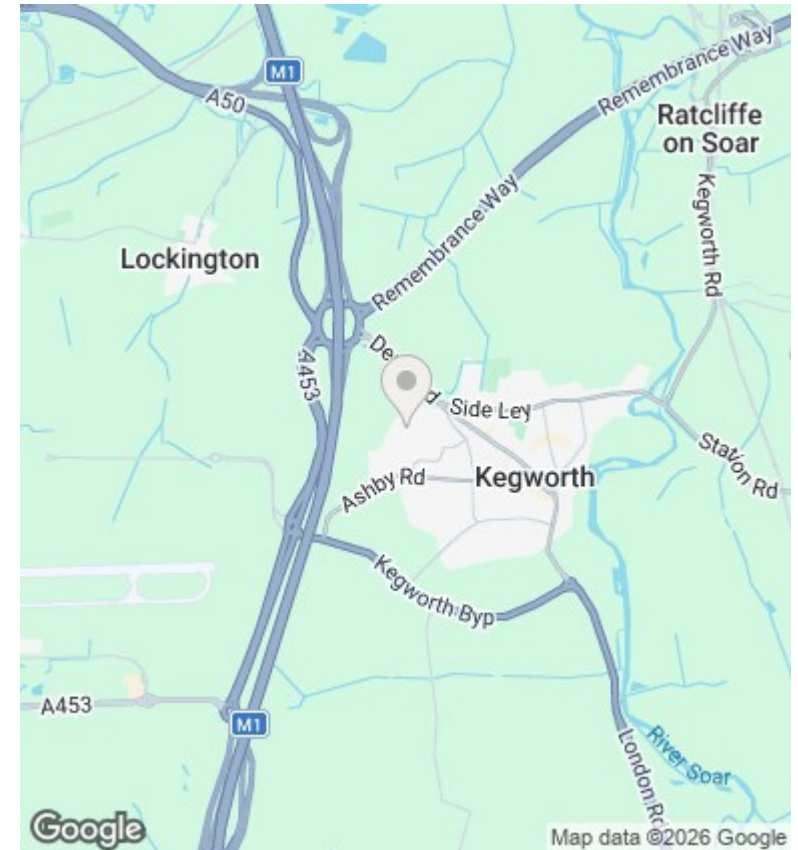 M1
Remembrance Way
A50
Ratcliffe
on Soar
Kegworth Rd
Remembrance Way
Lockington
A453
Side Ley
Ashby Rd
Kegworth
Station Rd
Kegworth Byp
A453
M1
London Rd
River Soar
Google
Map data ©2026 Google